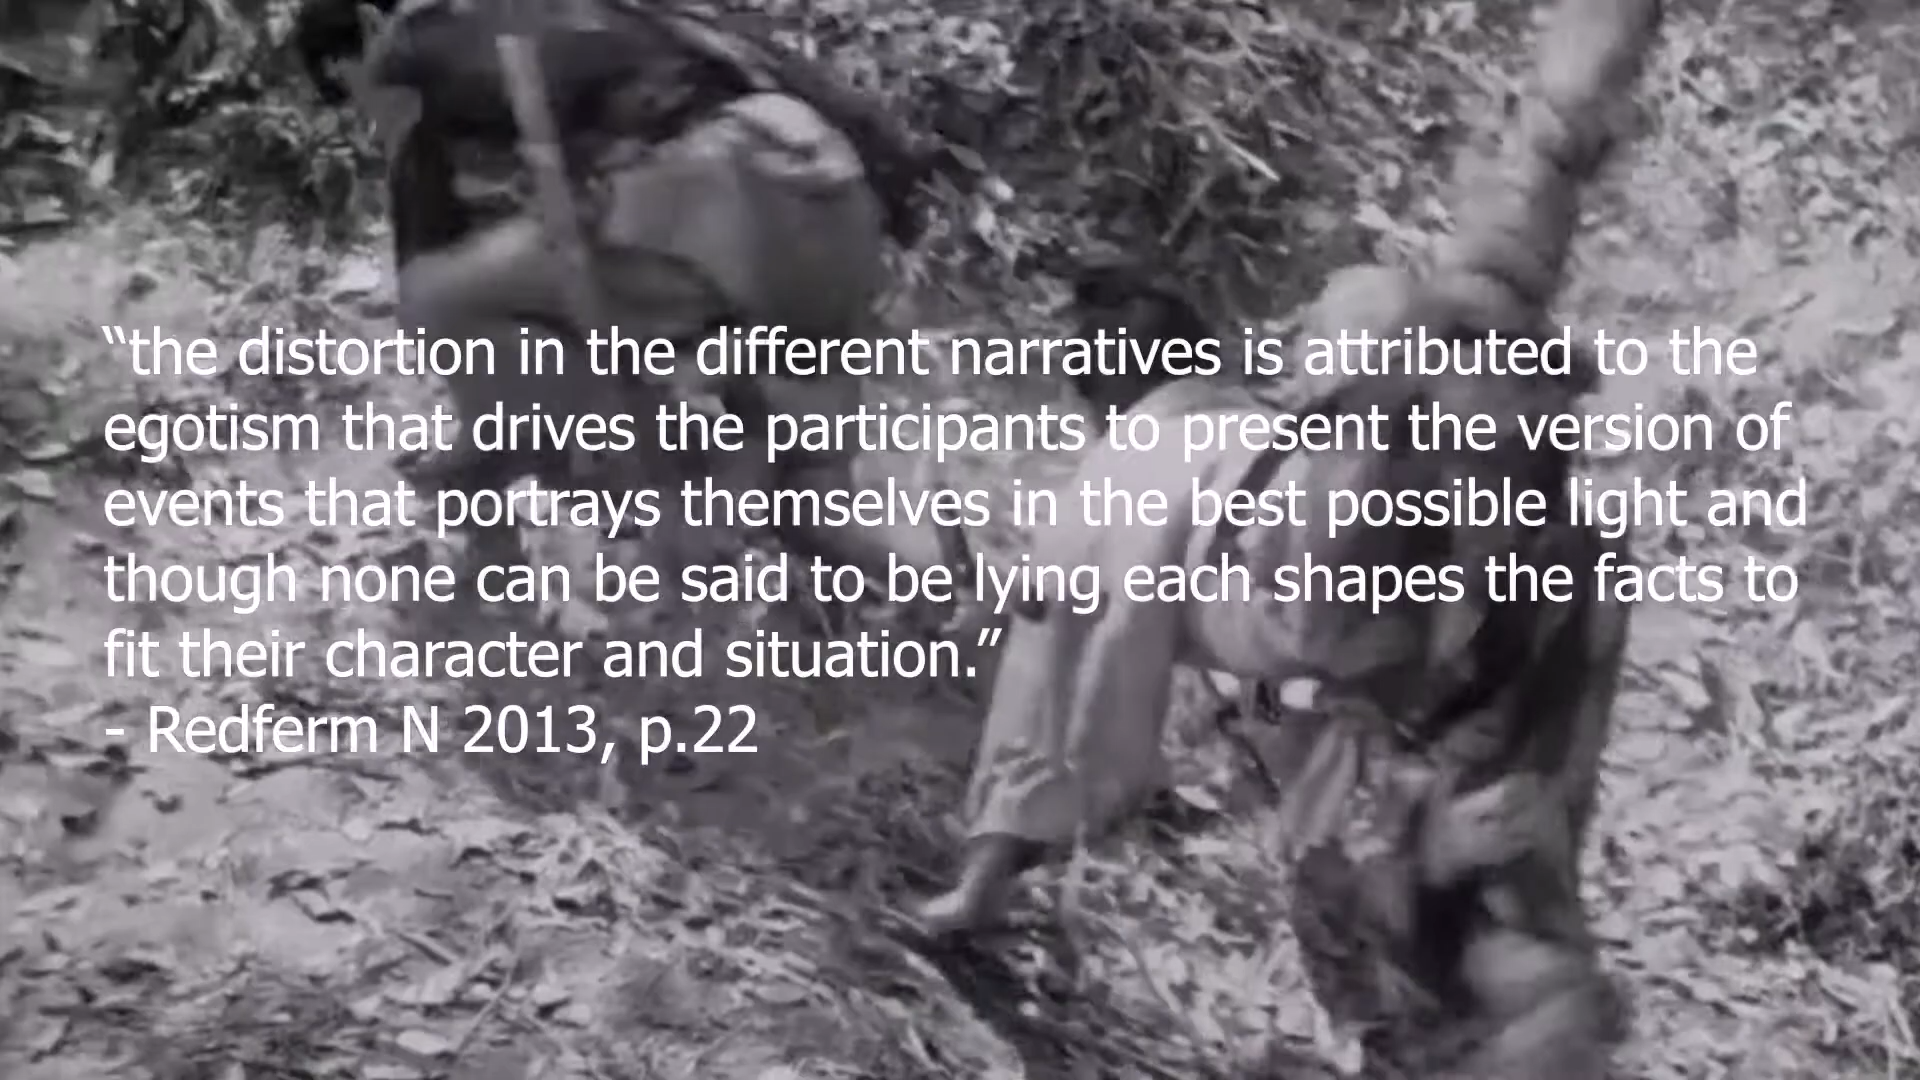 “the distortion in the different narratives is attributed to the
egotism that drives the participants to present the version of
events that portrays themselves in the best possible light and
though none can be said to be lying each shapes the facts to
fit their character and situation.”
- Redferm N 2013, p.22